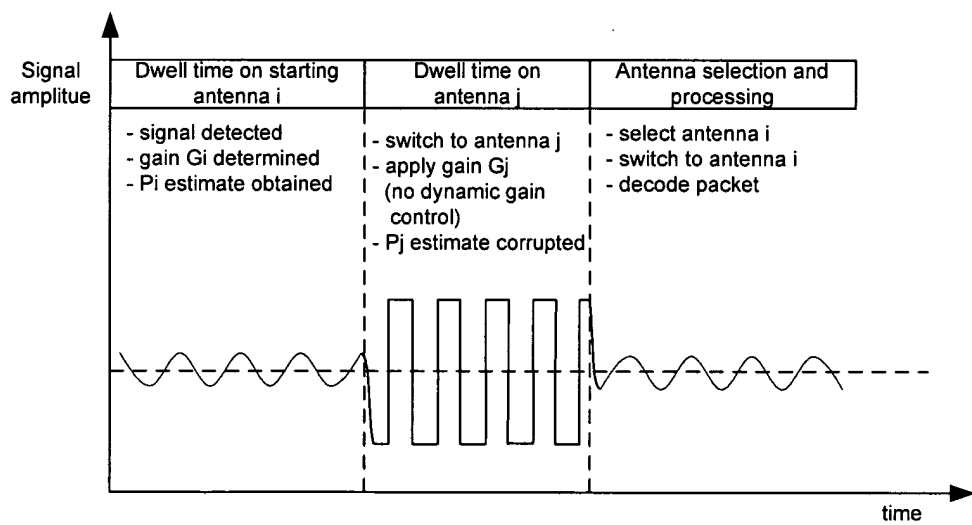 Signal
amplitue
Dwell time on starting
antenna i
Dwell time on
antenna j
Antenna selection and
processing
- signal detected
- gain Gi determined
- Pi estimate obtained
- switch to antenna j
- apply gain Gj
(no dynamic gain
control)
- Pj estimate corrupted
- select antenna i
- switch to antenna i
- decode packet
time